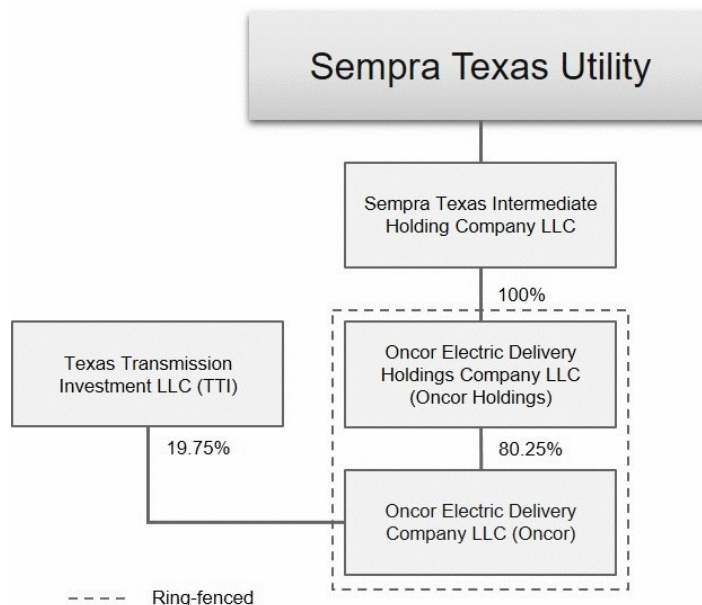 Sempra Texas Utility
Sempra Texas Intermediate
Holding Company LLC
100%
Texas Transmission
Investment LLC (TTI)
Oncor Electric Delivery
Holdings Company LLC
(Oncor Holdings)
19.75%
80.25%
Oncor Electric Delivery
Company LLC (Oncor)
Ring-fenced